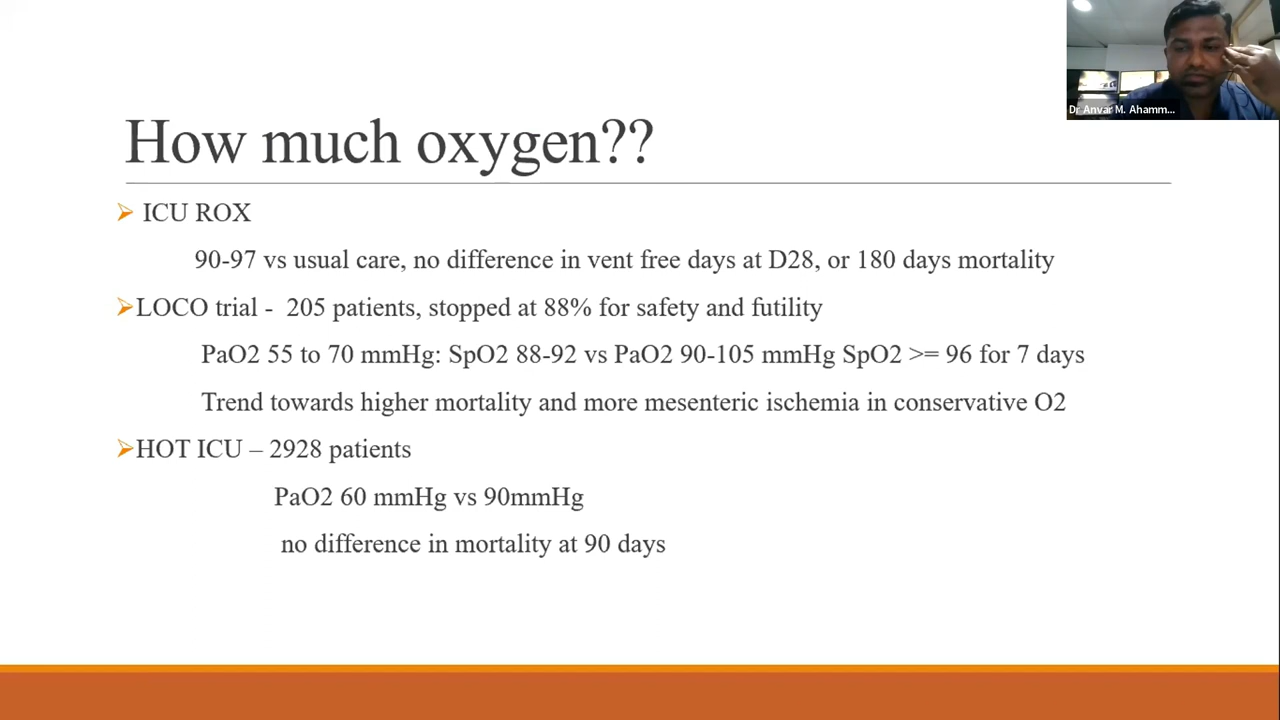 Dr Anvar M. Ahamm...
How much oxygen??
ICU ROX
90-97 vs usual care, no difference in vent free days at D28, or 180 days mortality
LOCO trial - 205 patients, stopped at 88% for safety and futility
PaO2 55 to 70 mmHg: SpO2 88-92 vs PaO2 90-105 mmHg SpO2 >= 96 for 7 days
Trend towards higher mortality and more mesenteric ischemia in conservative O2
HOT ICU – 2928 patients
PaO2 60 mmHg vs 90mmHg
no difference in mortality at 90 days